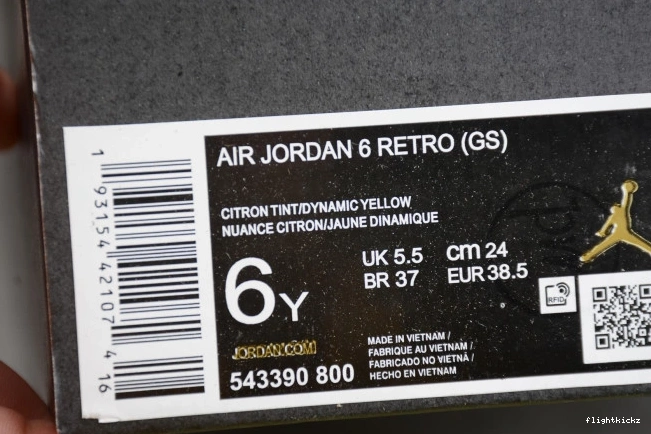 AIR JORDAN 6 RETRO (GS)
CITRON TINT/DYNAMIC YELLOW
NUANCE CITRON/JAUNE DINAMIQUE
6Y
UK 5.5 cm 24
BR 37 EUR 38.5
RFID
JORDAN.COM
543390 800
MADE IN VIETNAM /
FABRIQUE AU VIETNAM /
FABRICADO NO VIETNÃ /
HECHO EN VIETNAM
1 93154 42107 4 16
flightkickz